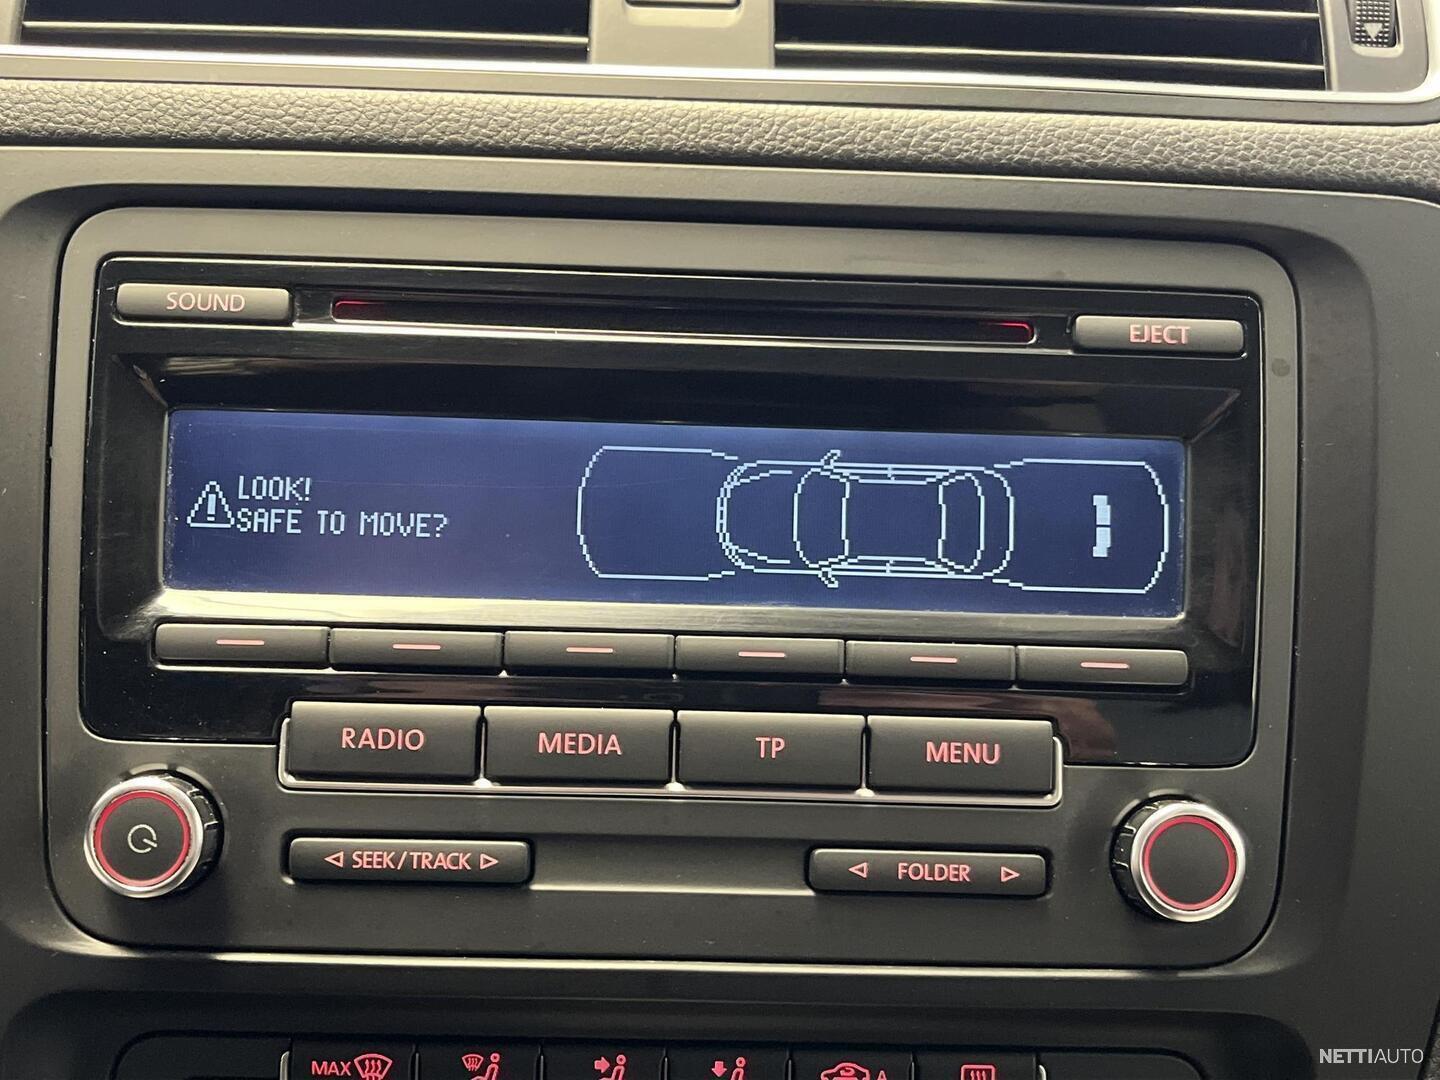 SOUND
EJECT
LOOK!
SAFE TO MOVE?
RADIO
MEDIA
TP
MENU
SEEK/TRACK
FOLDER
MAX
A
NETTIAUTO